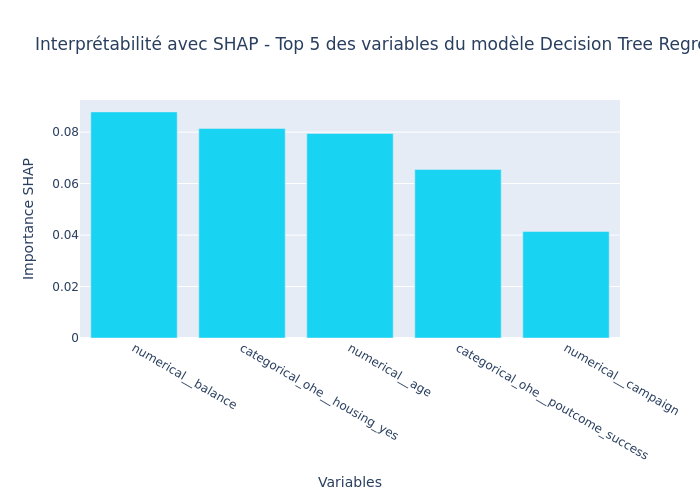 Interprétabilité avec SHAP - Top 5 des variables du modèle Decision Tree Regre
Importance SHAP
0.08
0.06
0.04
0.02
0
numerical__balance
categorical_ohe__housing_yes
numerical__age
categorical_ohe__poutcome_success
numerical__campaign
Variables